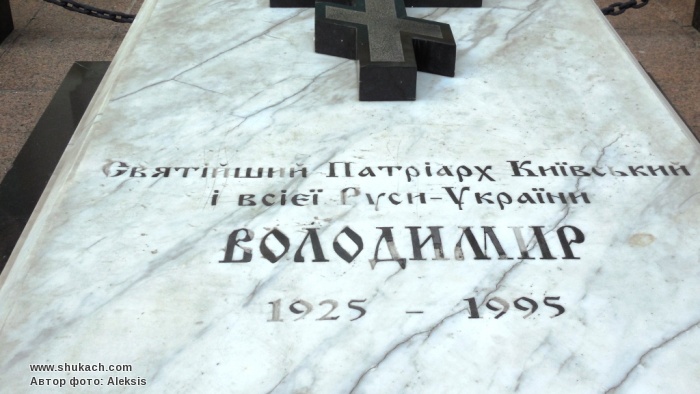 Святійший Патріарх Київський
і всієї Руси-України
ВОЛОДИМИР
1925 - 1995
www.shukach.com
Автор фото: Aleksis